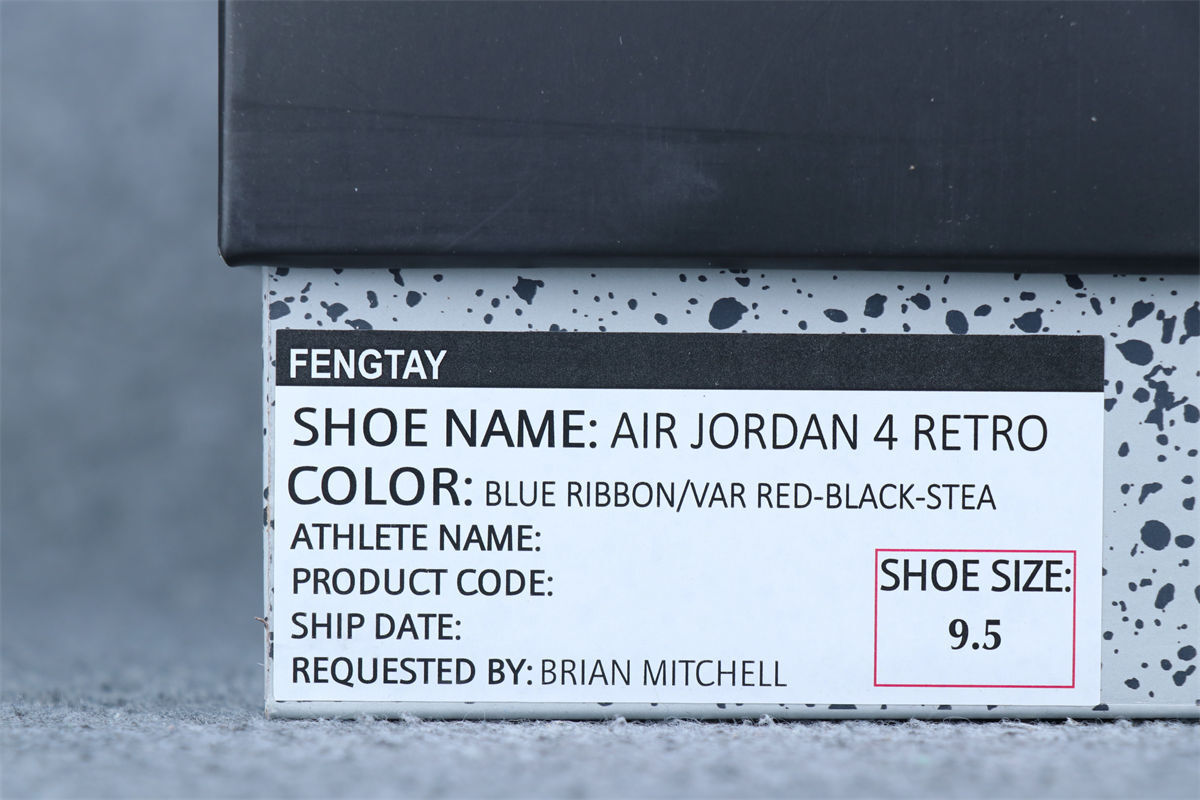 FENGTAY
SHOE NAME: AIR JORDAN 4 RETRO
COLOR: BLUE RIBBON/VAR RED-BLACK-STEA
ATHLETE NAME:
PRODUCT CODE:
SHIP DATE:
REQUESTED BY: BRIAN MITCHELL
SHOE SIZE:
9.5